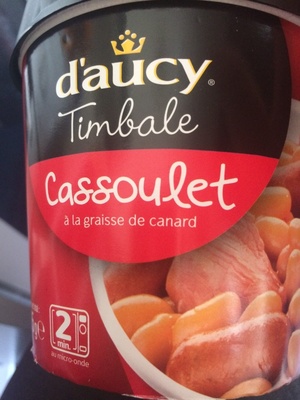 d'aucy®
Timbale
Cassoulet
à la graisse de canard
2
min.
au micro-onde